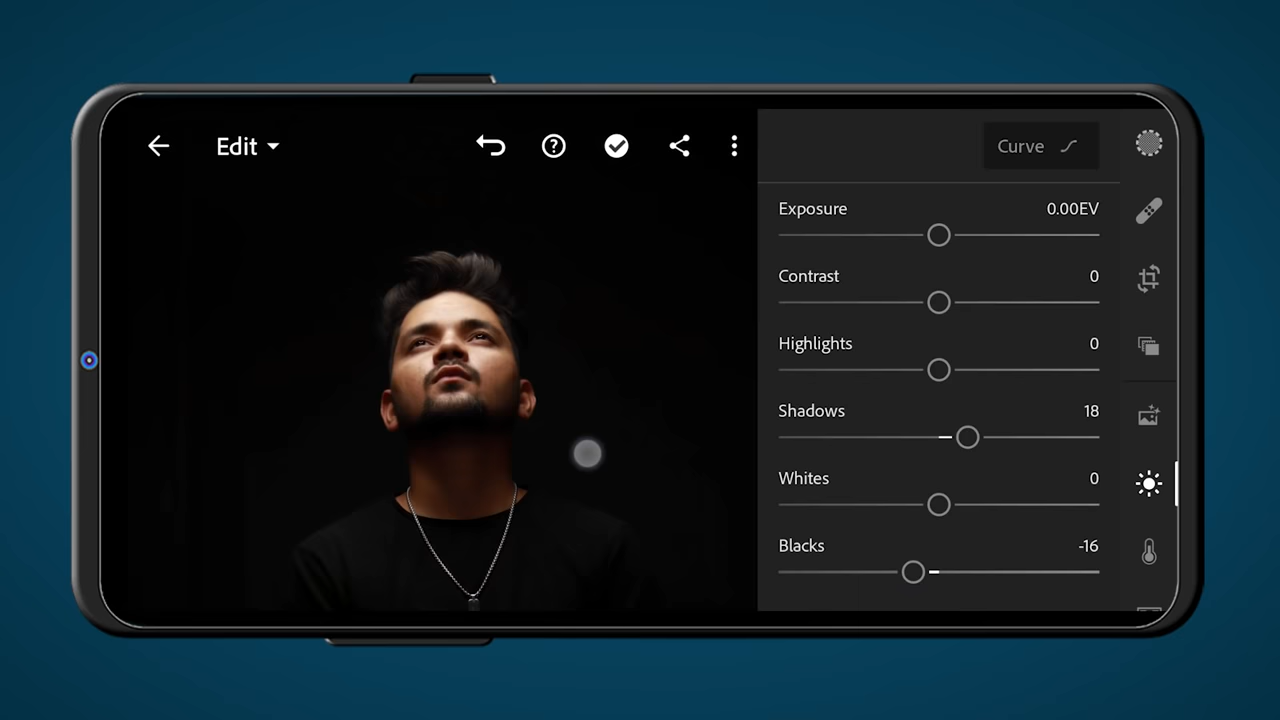 Edit
Curve
Exposure 0.00EV
Contrast 0
Highlights 0
Shadows 18
Whites 0
Blacks -16